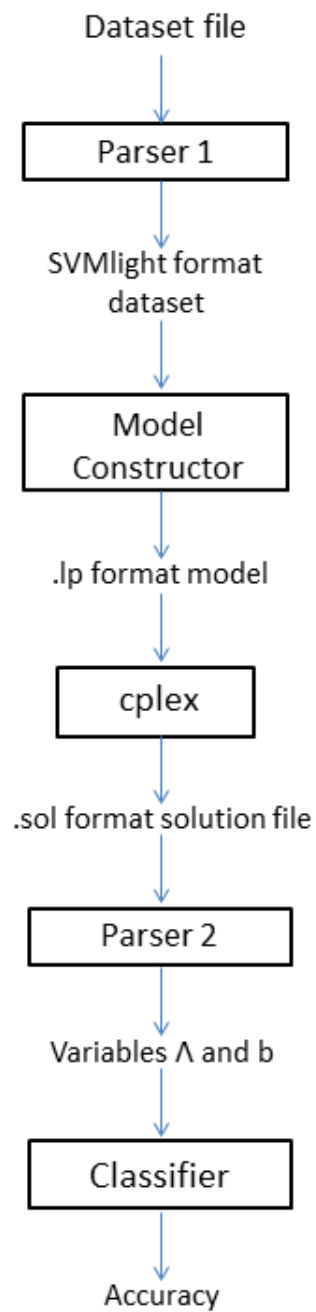 Dataset file
Parser 1
SVMlight format
dataset
Model
Constructor
.lp format model
cplex
.sol format solution file
Parser 2
Variables Λ and b
Classifier
Accuracy